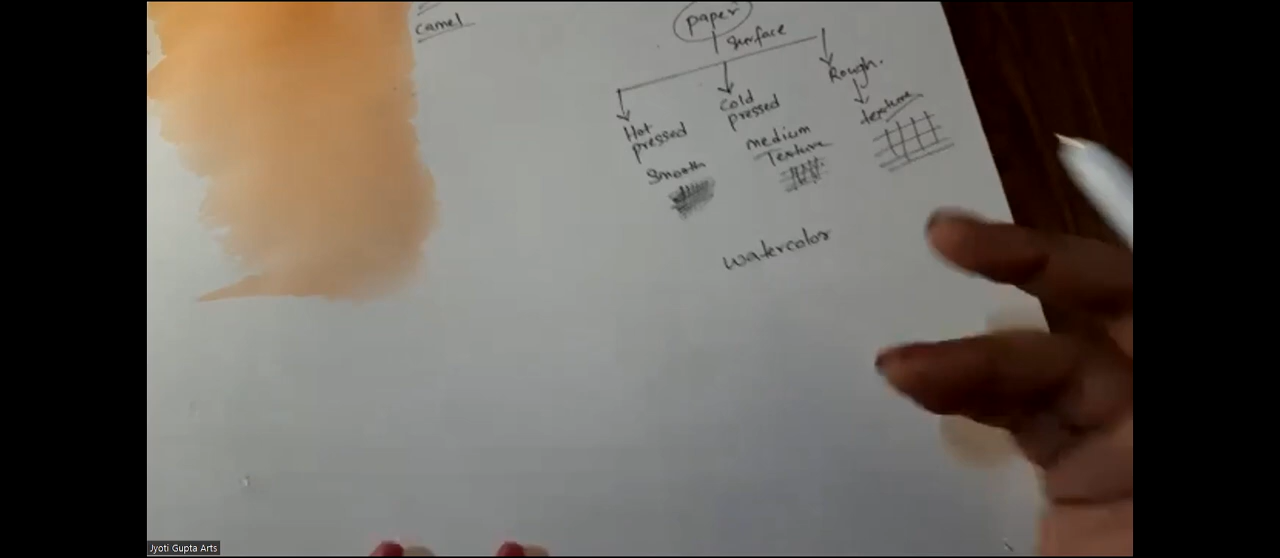 camel
paper
surface
Hot
pressed
Smooth
Cold
pressed
medium
Texture
Rough.
texture
watercolor
Jyoti Gupta Arts